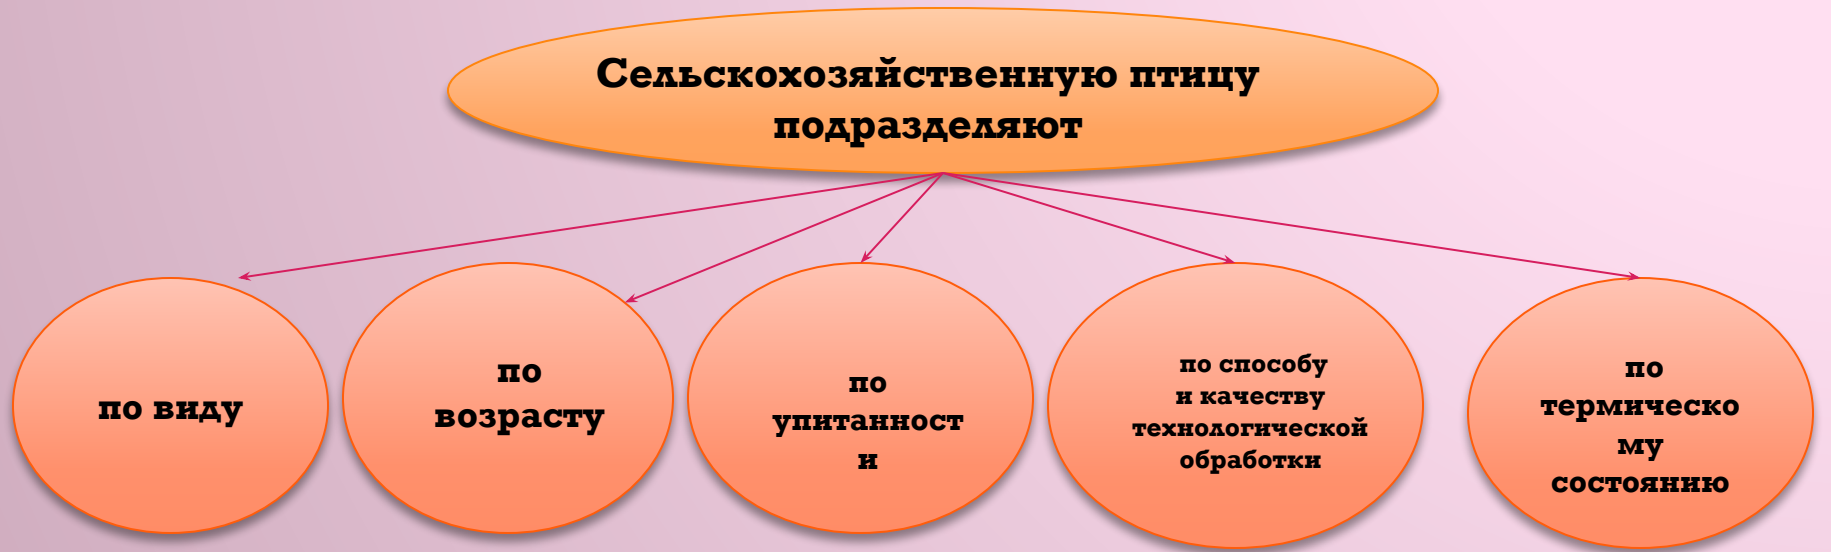 Сельскохозяйственную птицу
подразделяют
по виду
по
возрасту
по
упитанност
и
по способу
и качеству
технологической
обработки
по
термическо
му
состоянию